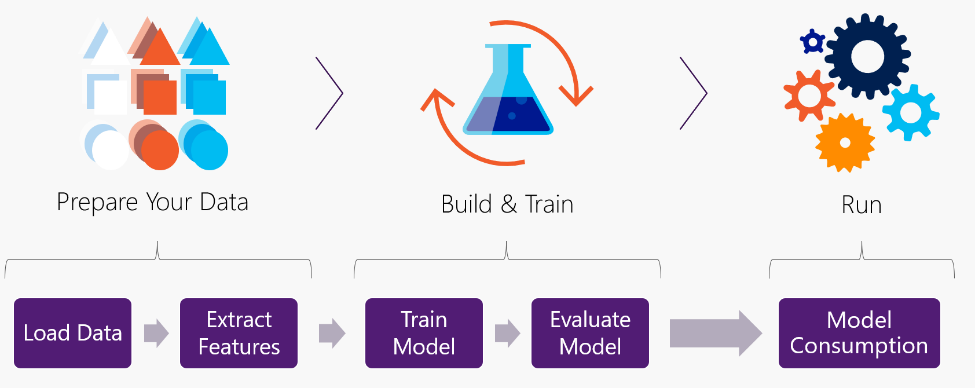 Prepare Your Data
Build & Train
Run
Load Data
Extract
Features
Train
Model
Evaluate
Model
Model
Consumption